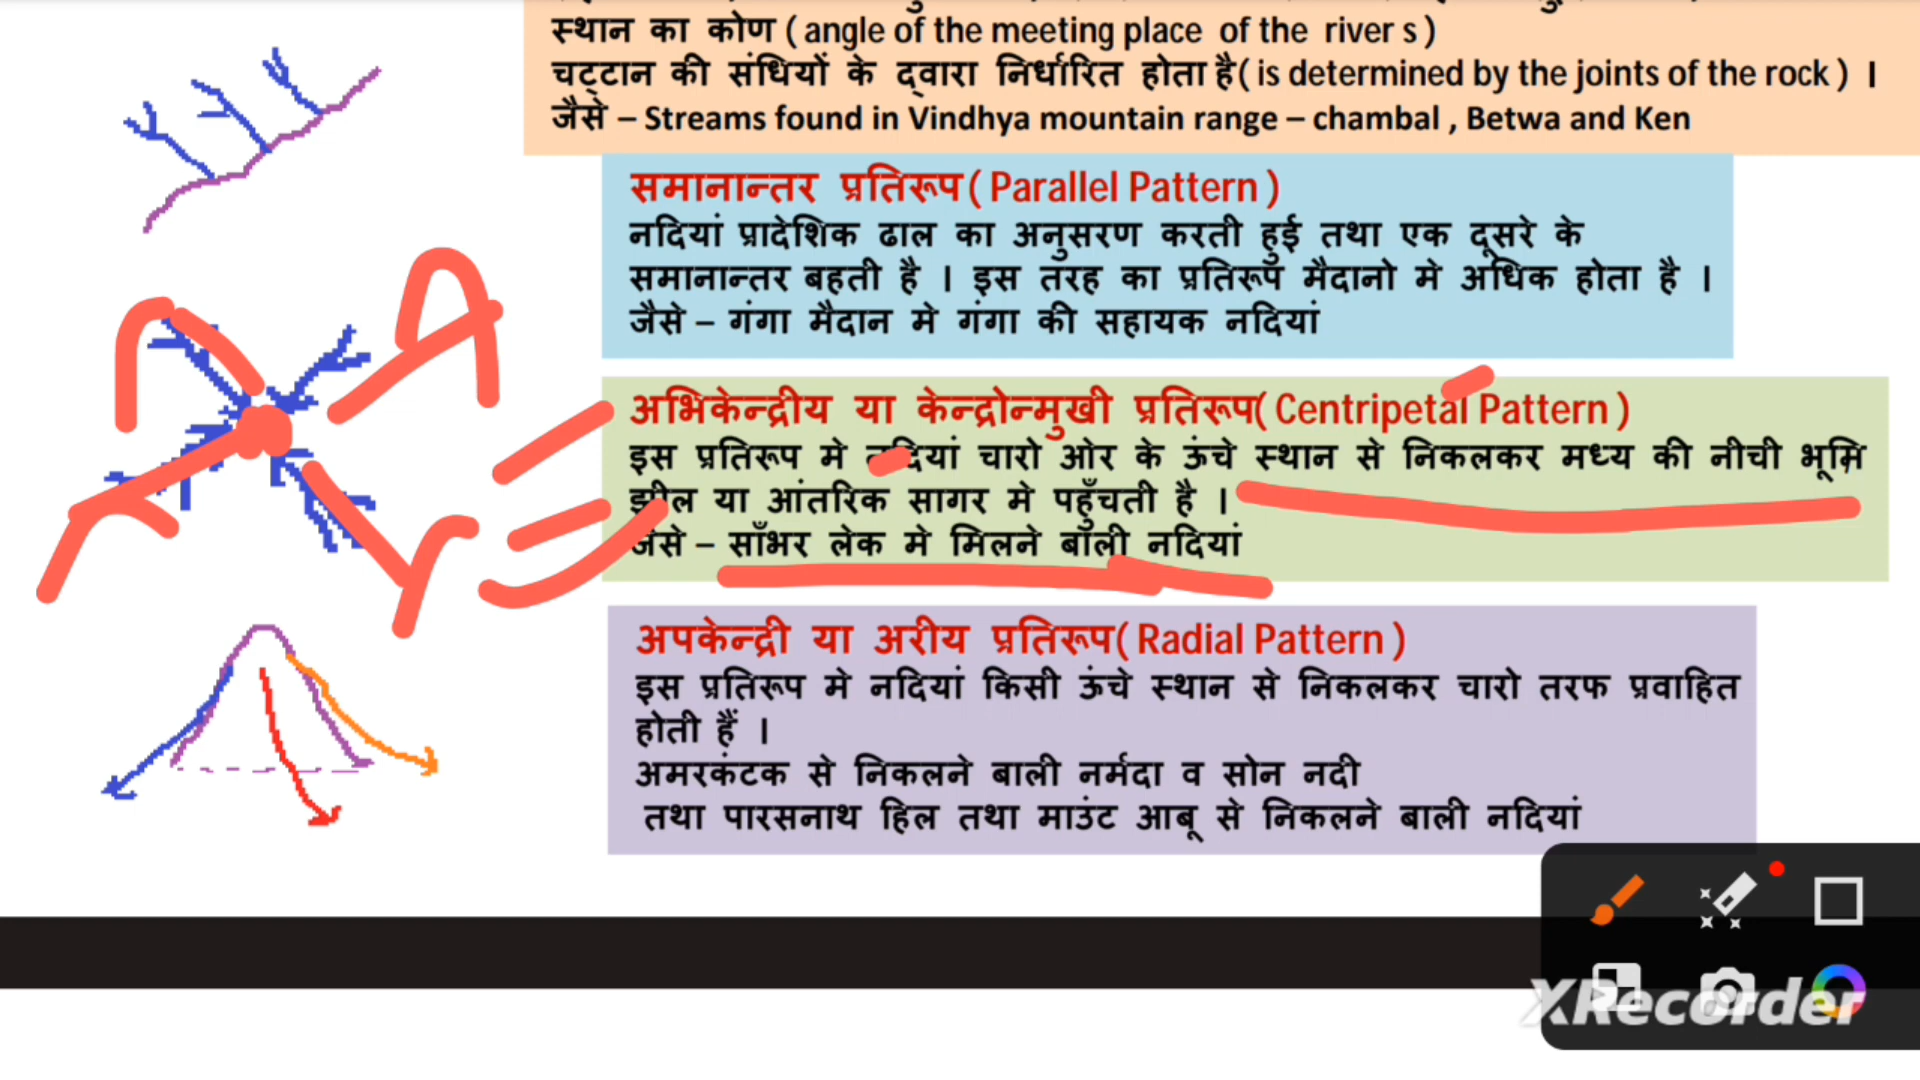 स्थान का कोण ( angle of the meeting place of the river s )
चट्टान की संधियों के द्वारा निर्धारित होता है( is determined by the joints of the rock ) ।
जैसे – Streams found in Vindhya mountain range – chambal , Betwa and Ken
समानान्तर प्रतिरूप( Parallel Pattern )
नदियां प्रादेशिक ढाल का अनुसरण करती हुई तथा एक दूसरे के
समानान्तर बहती है । इस तरह का प्रतिरूप मैदानो मे अधिक होता है ।
जैसे – गंगा मैदान मे गंगा की सहायक नदियां
अभिकेन्द्रीय या केन्द्रोन्मुखी प्रतिरूप( Centripetal Pattern )
इस प्रतिरूप मे नदियां चारो ओर के ऊंचे स्थान से निकलकर मध्य की नीची भूमि
झील या आंतरिक सागर मे पहुँचती है ।
जैसे – साँभर लेक मे मिलने बाली नदियां
अपकेन्द्री या अरीय प्रतिरूप( Radial Pattern )
इस प्रतिरूप मे नदियां किसी ऊंचे स्थान से निकलकर चारो तरफ प्रवाहित
होती हैं ।
अमरकंटक से निकलने बाली नर्मदा व सोन नदी
तथा पारसनाथ हिल तथा माउंट आबू से निकलने बाली नदियां
XRecorder